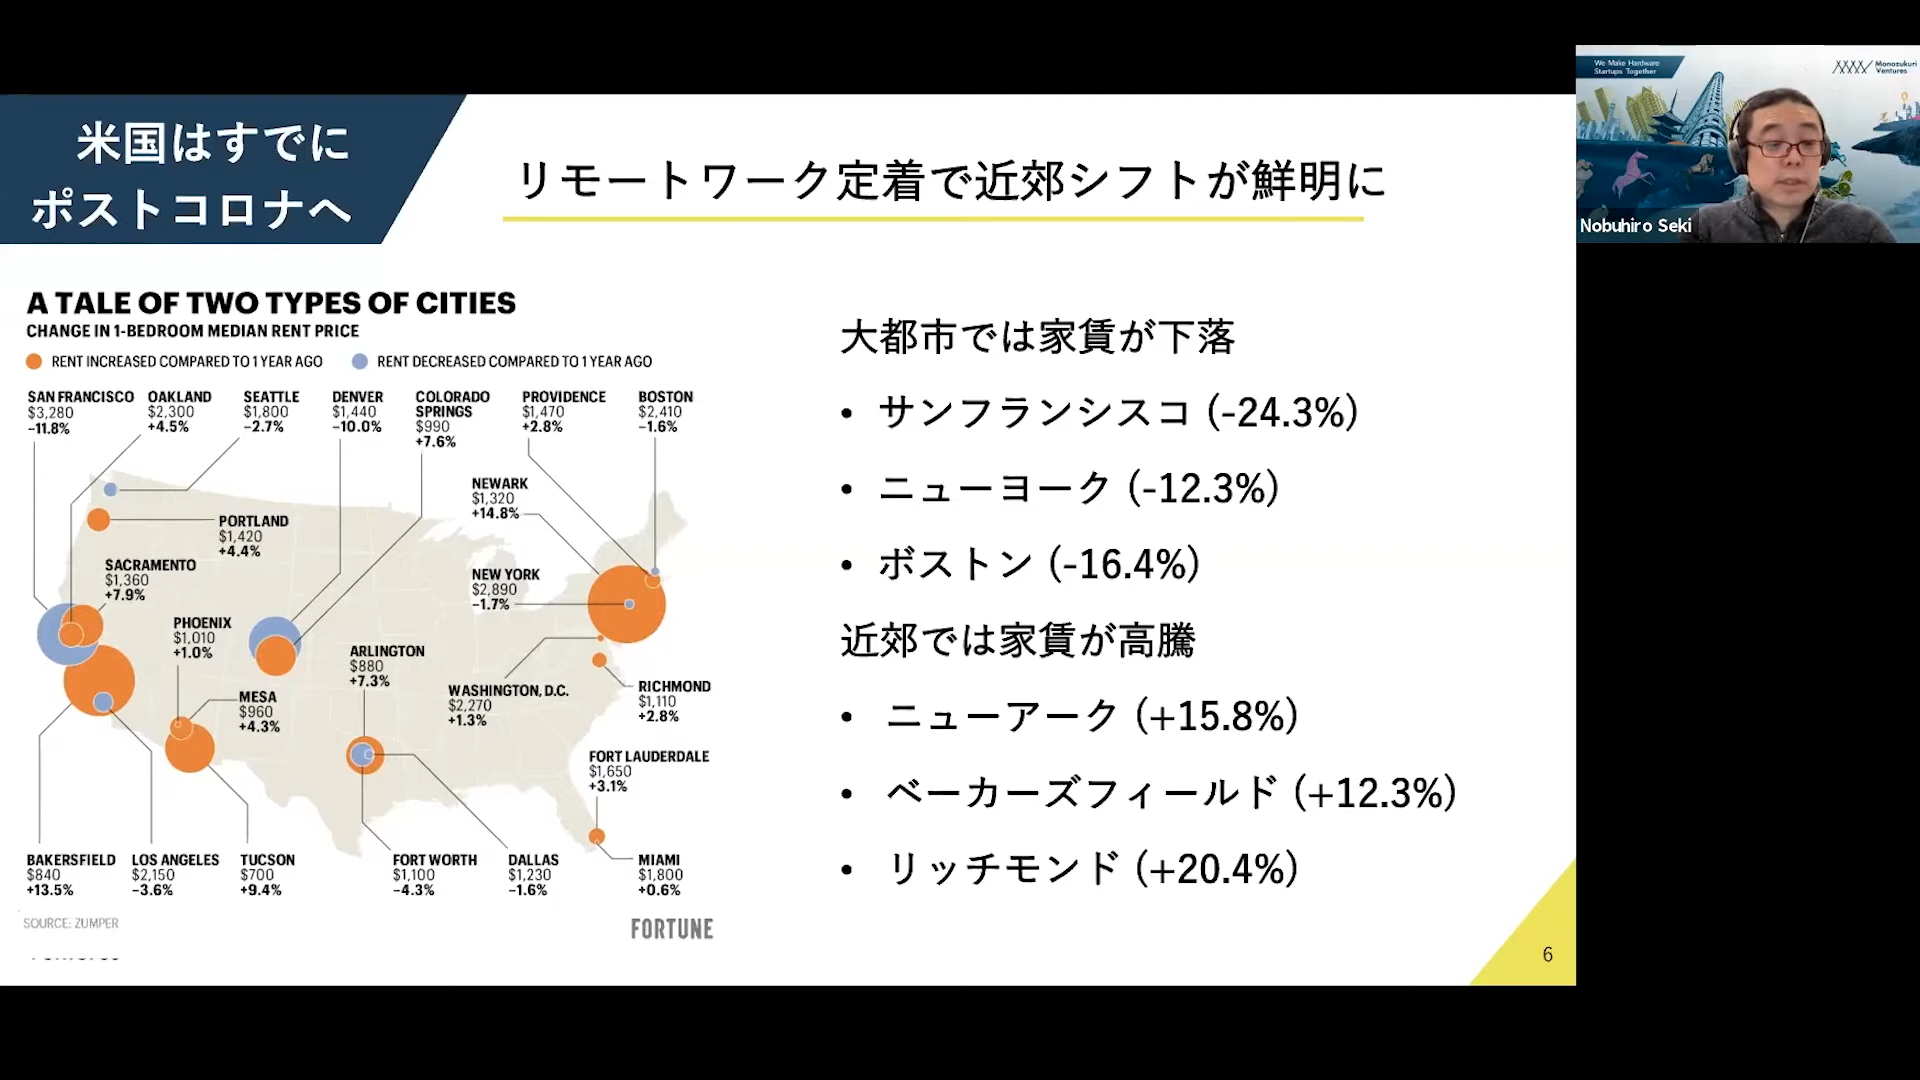 米国はすでに
ポストコロナへ
リモートワーク定着で近郊シフトが鮮明に
A TALE OF TWO TYPES OF CITIES
CHANGE IN 1-BEDROOM MEDIAN RENT PRICE
RENT INCREASED COMPARED TO 1 YEAR AGO
RENT DECREASED COMPARED TO 1 YEAR AGO
SAN FRANCISCO
$3,280
−11.8%
OAKLAND
$2,300
+4.5%
SEATTLE
$1,800
−2.7%
DENVER
$1,440
−10.0%
COLORADO
SPRINGS
$990
+7.6%
PROVIDENCE
$1,470
+2.8%
BOSTON
$2,410
−1.6%
NEWARK
$1,320
+14.8%
PORTLAND
$1,420
+4.4%
SACRAMENTO
$1,360
+7.9%
NEW YORK
$2,890
−1.7%
PHOENIX
$1,010
+1.0%
ARLINGTON
$880
+7.3%
MESA
$960
+4.3%
WASHINGTON, D.C.
$2,270
+1.3%
RICHMOND
$1,110
+2.8%
FORT LAUDERDALE
$1,650
+3.1%
BAKERSFIELD
$840
+13.5%
LOS ANGELES
$2,150
−3.6%
TUCSON
$700
+9.4%
FORT WORTH
$1,100
−4.3%
DALLAS
$1,230
−1.6%
MIAMI
$1,800
+0.6%
SOURCE: ZUMPER
FORTUNE
大都市では家賃が下落
• サンフランシスコ (-24.3%)
• ニューヨーク (-12.3%)
• ボストン (-16.4%)
近郊では家賃が高騰
• ニューアーク (+15.8%)
• ベーカーズフィールド (+12.3%)
• リッチモンド (+20.4%)
6
We Make Hardware
Startups Together
Monozukuri
Ventures
Nobuhiro Seki